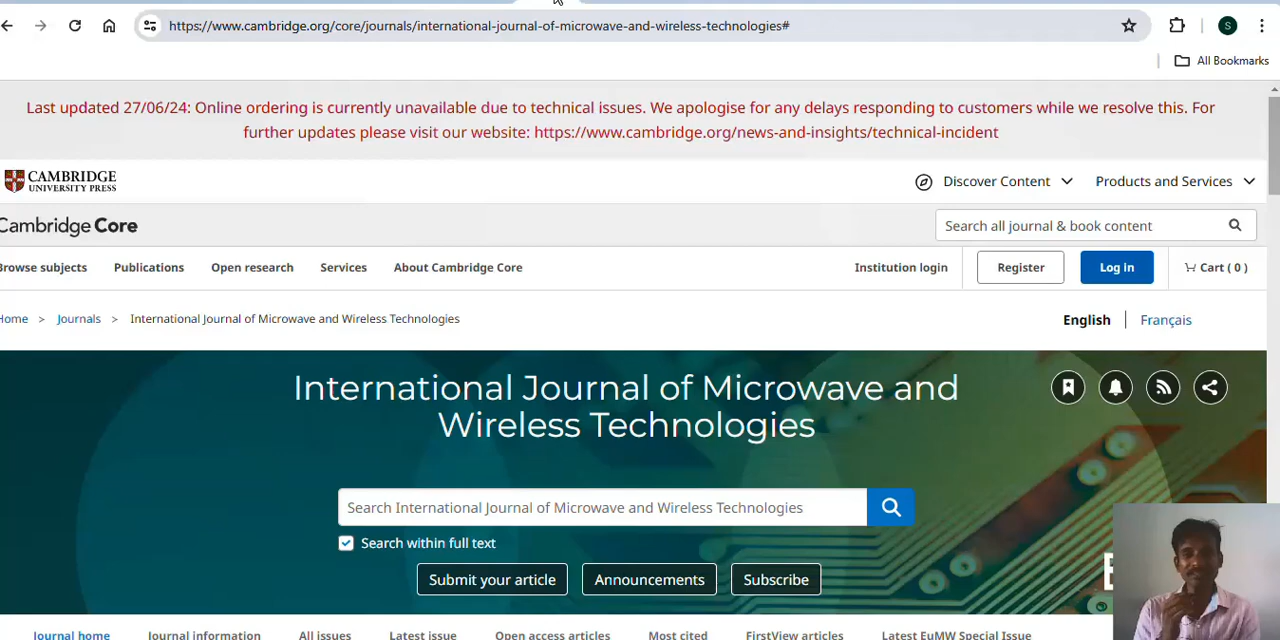 https://www.cambridge.org/core/journals/international-journal-of-microwave-and-wireless-technologies#
S
All Bookmarks
Last updated 27/06/24: Online ordering is currently unavailable due to technical issues. We apologise for any delays responding to customers while we resolve this. For
further updates please visit our website: https://www.cambridge.org/news-and-insights/technical-incident
CAMBRIDGE
UNIVERSITY PRESS
Discover Content
Products and Services
Cambridge Core
Search all journal & book content
Browse subjects Publications Open research Services About Cambridge Core Institution login Register Log in Cart ( 0 )
Home > Journals > International Journal of Microwave and Wireless Technologies
English | Français
International Journal of Microwave and
Wireless Technologies
Search International Journal of Microwave and Wireless Technologies
Search within full text
Submit your article Announcements Subscribe
Journal home Journal information All issues Latest issue Open access articles Most cited FirstView articles Latest EuMW Special Issue